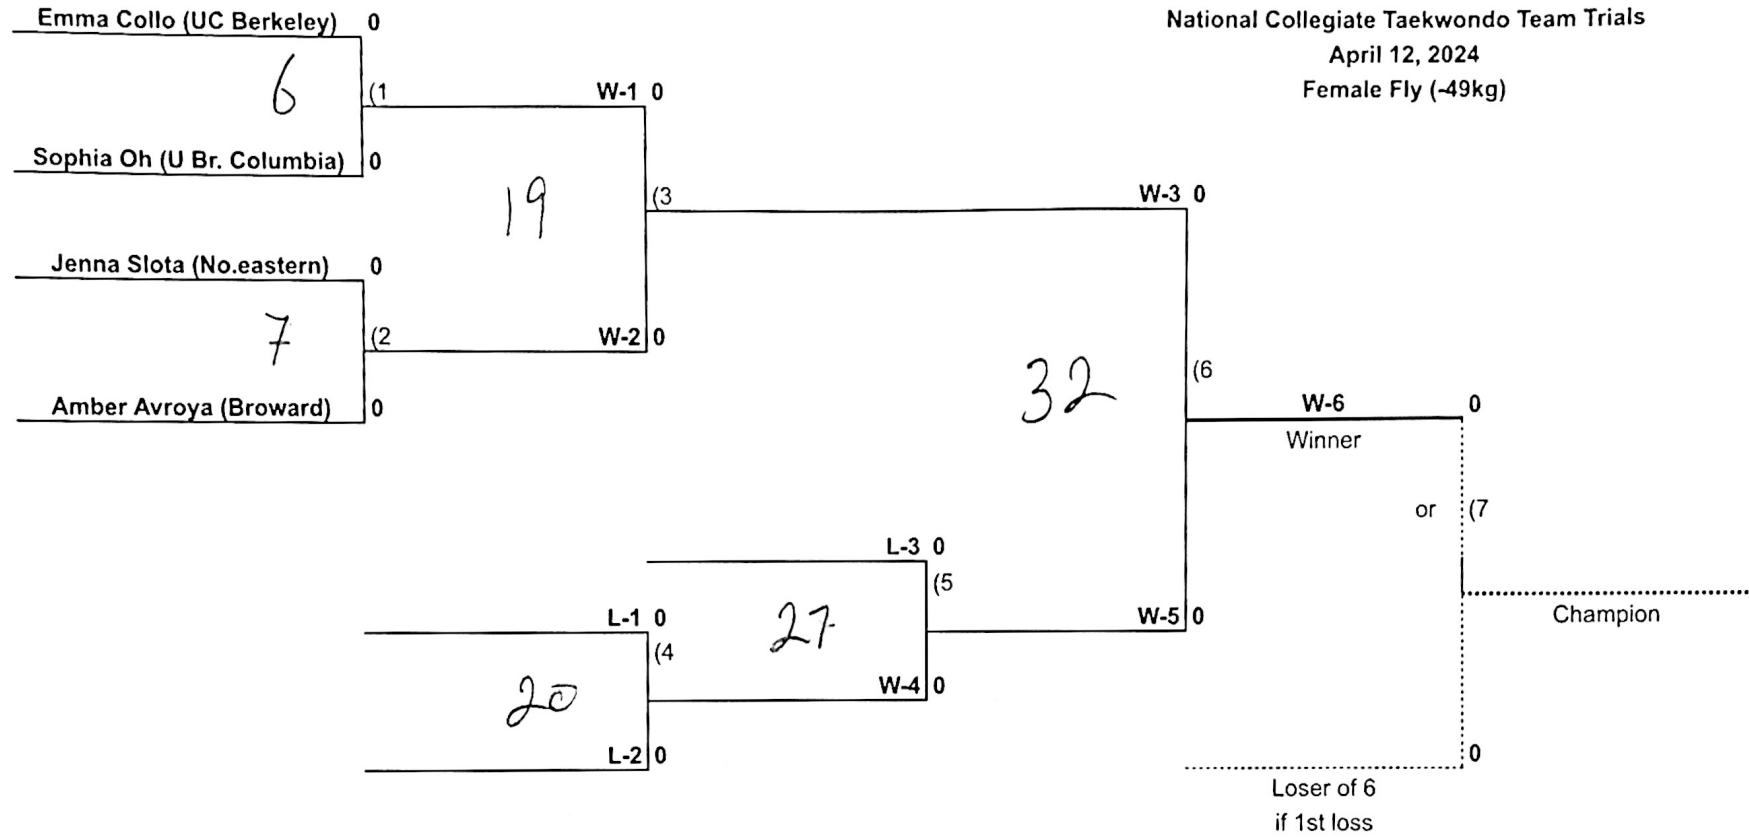 National Collegiate Taekwondo Team Trials
April 12, 2024
Female Fly (-49kg)
Emma Collo (UC Berkeley) 0
6
(1
W-1 0
Sophia Oh (U Br. Columbia) 0
19
(3
W-3 0
Jenna Slota (No.eastern) 0
7
(2
W-2 0
Amber Avroya (Broward) 0
32
(6
W-6 0
Winner
or (7
L-3 0
(5
L-1 0
27
W-5 0
Champion
(4
W-4 0
20
L-2 0
0
Loser of 6
if 1st loss